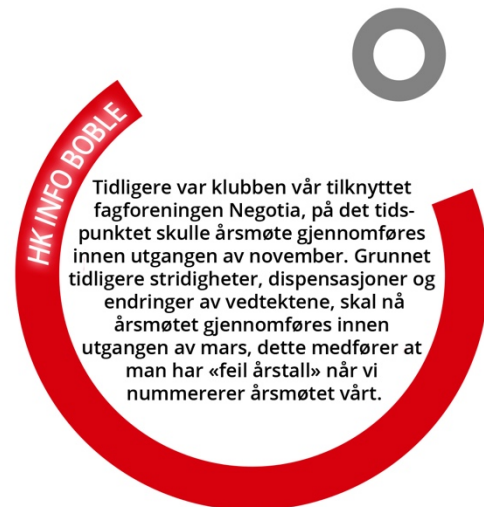 HK INFO BOBLE
Tidligere var klubben vår tilknyttet
fagforeningen Negotia, på det tids-
punktet skulle årsmøte gjennomføres
innen utgangen av november. Grunnet
tidligere stridigheter, dispensasjoner og
endringer av vedtektene, skal nå
årsmøtet gjennomføres innen
utgangen av mars, dette medfører at
man har «feil årstall» når vi
nummererer årsmøtet vårt.